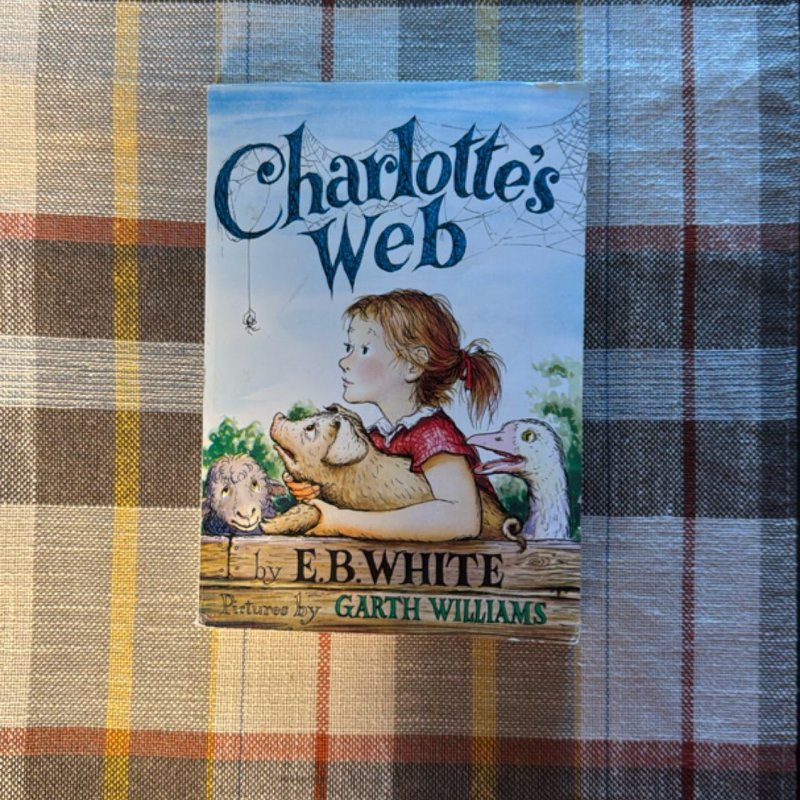 Charlotte's
Web
by E.B. WHITE
Pictures by GARTH WILLIAMS